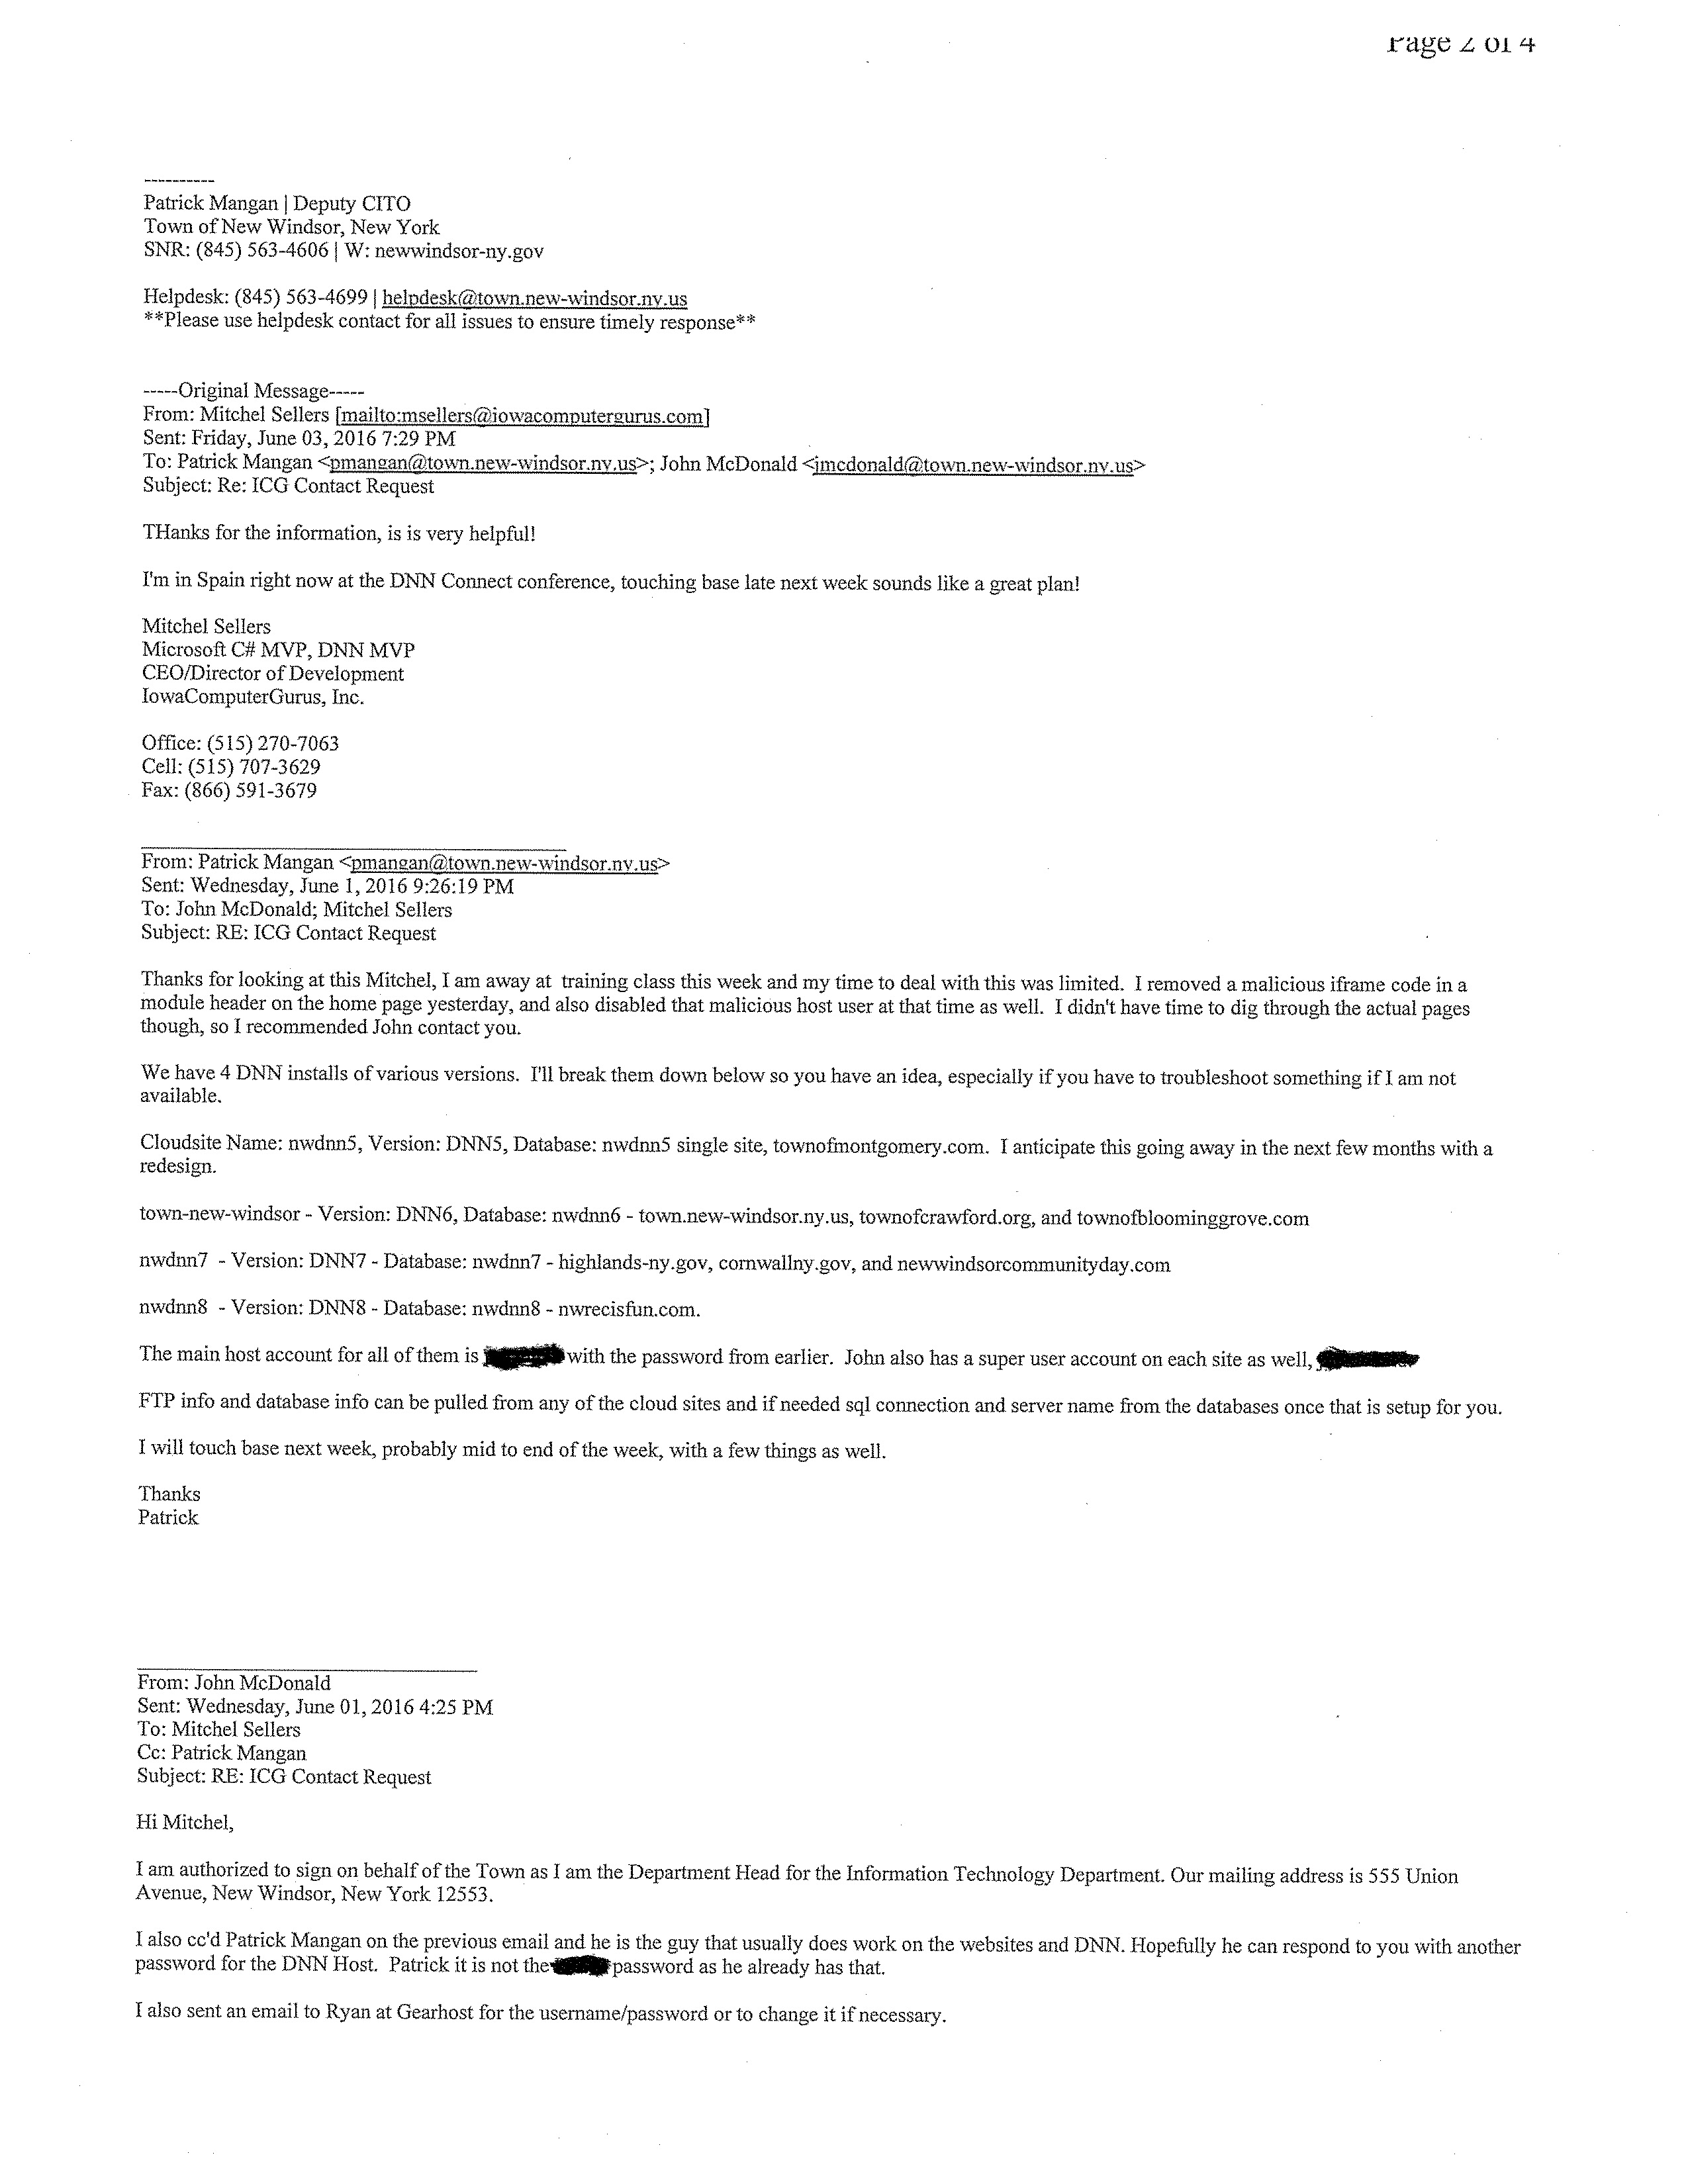 Page 2 of 4
----------
Patrick Mangan | Deputy CITO
Town of New Windsor, New York
SNR: (845) 563-4606 | W: newwindsor-ny.gov
Helpdesk: (845) 563-4699 | helpdesk@town.new-windsor.ny.us
**Please use helpdesk contact for all issues to ensure timely response**
-----Original Message-----
From: Mitchel Sellers [mailto:msellers@iowacomputergurus.com]
Sent: Friday, June 03, 2016 7:29 PM
To: Patrick Mangan <pmangan@town.new-windsor.ny.us>; John McDonald <jmcdonald@town.new-windsor.ny.us>
Subject: Re: ICG Contact Request
THanks for the information, is is very helpful!
I'm in Spain right now at the DNN Connect conference, touching base late next week sounds like a great plan!
Mitchel Sellers
Microsoft C# MVP, DNN MVP
CEO/Director of Development
IowaComputerGurus, Inc.
Office: (515) 270-7063
Cell: (515) 707-3629
Fax: (866) 591-3679
From: Patrick Mangan <pmangan@town.new-windsor.ny.us>
Sent: Wednesday, June 1, 2016 9:26:19 PM
To: John McDonald; Mitchel Sellers
Subject: RE: ICG Contact Request
Thanks for looking at this Mitchel, I am away at  training class this week and my time to deal with this was limited.  I removed a malicious iframe code in a
module header on the home page yesterday, and also disabled that malicious host user at that time as well.  I didn't have time to dig through the actual pages
though, so I recommended John contact you.
We have 4 DNN installs of various versions.  I'll break them down below so you have an idea, especially if you have to troubleshoot something if I am not
available.
Cloudsite Name: nwdnn5, Version: DNN5, Database: nwdnn5 single site, townofmontgomery.com.  I anticipate this going away in the next few months with a
redesign.
town-new-windsor - Version: DNN6, Database: nwdnn6 - town.new-windsor.ny.us, townofcrawford.org, and townofbloominggrove.com
nwdnn7  - Version: DNN7 - Database: nwdnn7 - highlands-ny.gov, cornwallny.gov, and newwindsorcommunityday.com
nwdnn8  - Version: DNN8 - Database: nwdnn8 - nwrecisfun.com.
The main host account for all of them is with the password from earlier.  John also has a super user account on each site as well,
FTP info and database info can be pulled from any of the cloud sites and if needed sql connection and server name from the databases once that is setup for you.
I will touch base next week, probably mid to end of the week, with a few things as well.
Thanks
Patrick
From: John McDonald
Sent: Wednesday, June 01, 2016 4:25 PM
To: Mitchel Sellers
Cc: Patrick Mangan
Subject: RE: ICG Contact Request
Hi Mitchel,
I am authorized to sign on behalf of the Town as I am the Department Head for the Information Technology Department. Our mailing address is 555 Union
Avenue, New Windsor, New York 12553.
I also cc'd Patrick Mangan on the previous email and he is the guy that usually does work on the websites and DNN. Hopefully he can respond to you with another
password for the DNN Host.  Patrick it is not the password as he already has that.
I also sent an email to Ryan at Gearhost for the username/password or to change it if necessary.